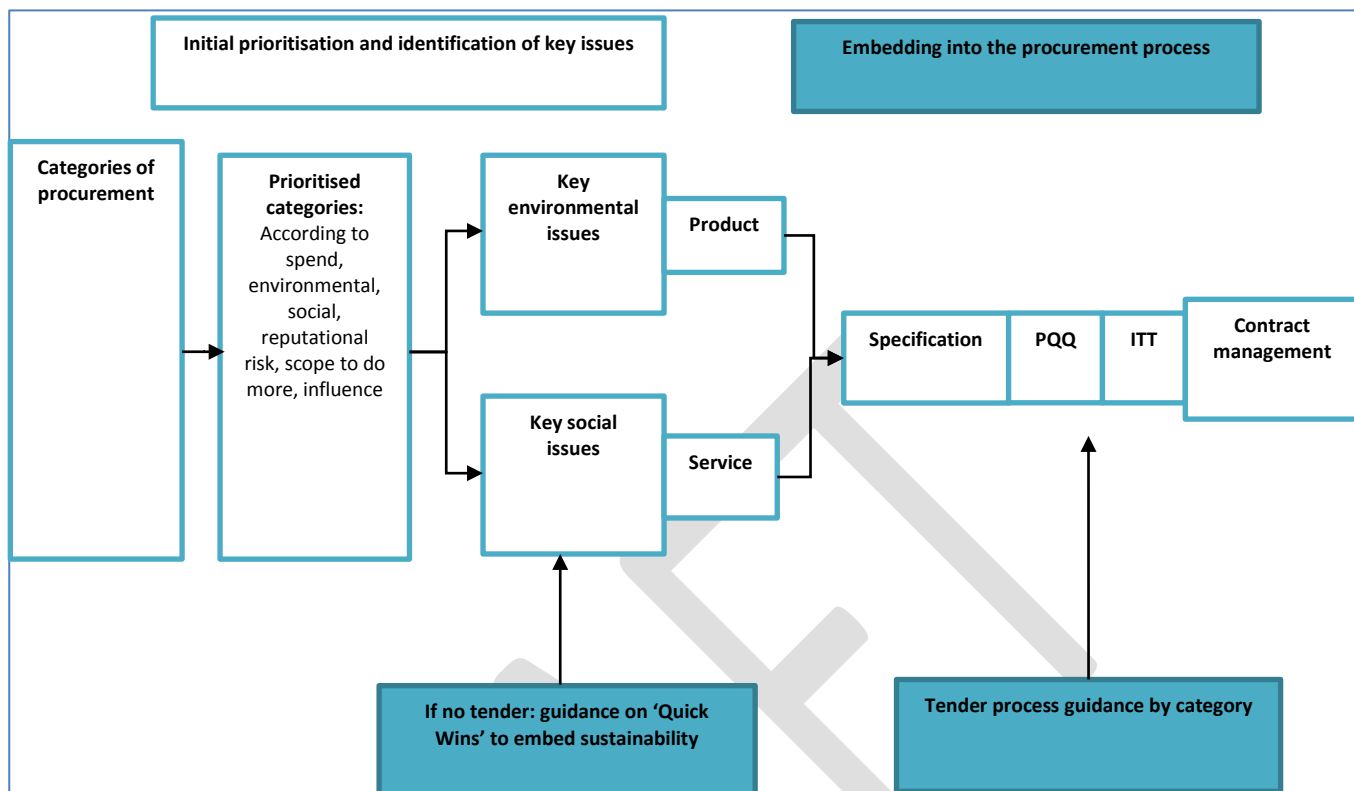 Initial prioritisation and identification of key issues
Embedding into the procurement process
Categories of
procurement
Prioritised
categories:
According to
spend,
environmental,
social,
reputational
risk, scope to do
more, influence
Key
environmental
issues
Product
Key social
issues
Service
Specification
PQQ
ITT
Contract
management
If no tender: guidance on ‘Quick
Wins’ to embed sustainability
Tender process guidance by category